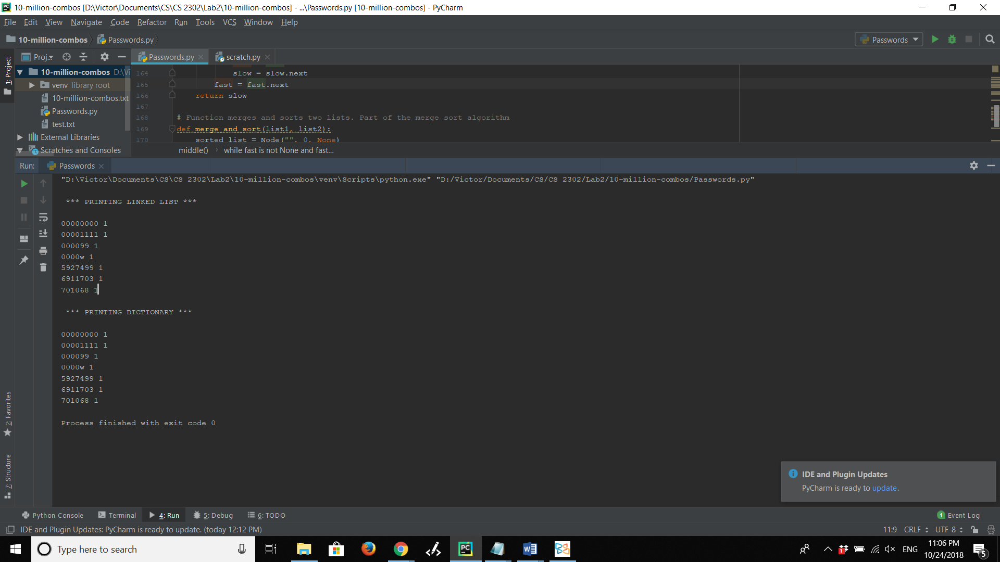 10-million-combos [D:\Victor\Documents\CS\CS 2302\Lab2\10-million-combos] - ...\Passwords.py [10-million-combos] - PyCharm
File Edit View Navigate Code Refactor Run Tools VCS Window Help
10-million-combos Passwords.py Passwords
1: Project Proj... Passwords.py scratch.py
10-million-combos D:\Vi
venv library root
10-million-combos.txt
Passwords.py
test.txt
External Libraries
Scratches and Consoles
164 slow = slow.next
165 fast = fast.next
166 return slow
167
168 # Function merges and sorts two lists. Part of the merge sort algorithm
169 def merge_and_sort(list1, list2):
170 sorted_list = Node("", 0, None)
middle() while fast is not None and fast...
Run: Passwords
"D:\Victor\Documents\CS\CS 2302\Lab2\10-million-combos\venv\Scripts\python.exe" "D:/Victor/Documents/CS/CS 2302/Lab2/10-million-combos/Passwords.py"
*** PRINTING LINKED LIST ***
00000000 1
00001111 1
000099 1
0000w 1
5927499 1
6911703 1
701068 1
*** PRINTING DICTIONARY ***
00000000 1
00001111 1
000099 1
0000w 1
5927499 1
6911703 1
701068 1
Process finished with exit code 0
2: Favorites
7: Structure
IDE and Plugin Updates
PyCharm is ready to update.
Python Console Terminal 4: Run 5: Debug 6: TODO 1 Event Log
IDE and Plugin Updates: PyCharm is ready to update. (today 12:12 PM) 11:9 CRLF UTF-8
Type here to search ENG 11:06 PM
10/24/2018 5